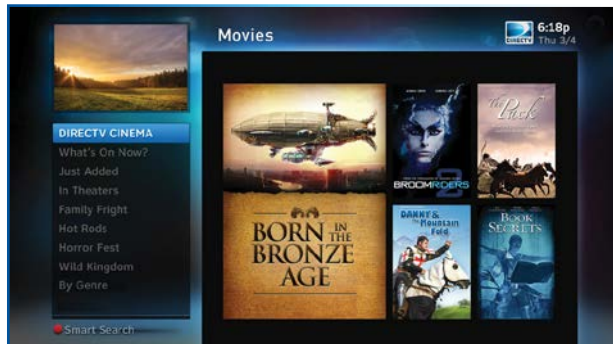 Movies
DIRECTV
6:18p
Thu 3/4
DIRECTV CINEMA
What's On Now?
Just Added
In Theaters
Family Fright
Hot Rods
Horror Fest
Wild Kingdom
By Genre
Smart Search
BORN IN THE
BRONZE
AGE
2
BROOMRIDERS
The Pack
DANNY &
The Mountain
Fold
BOOK
SECRETS